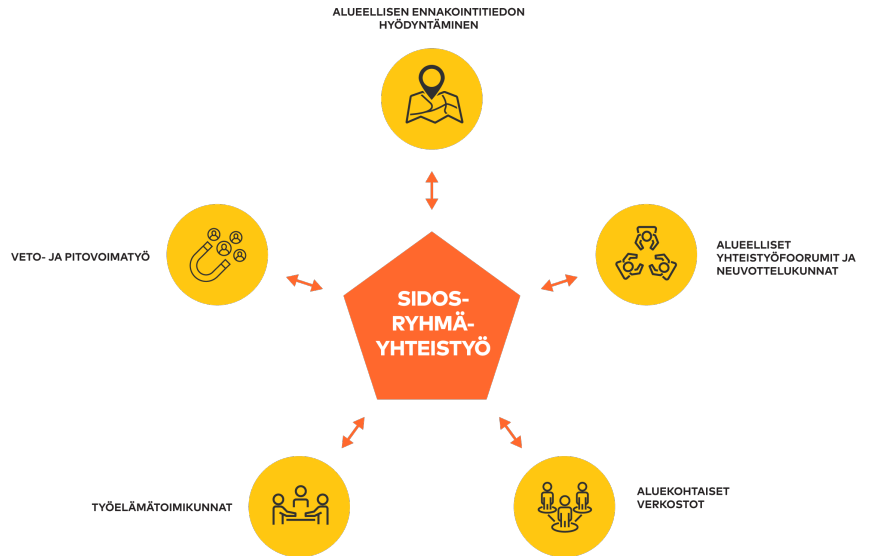 ALUEELLISEN ENNAKOINTITIEDON
HYÖDYNTÄMINEN
VETO- JA PITOVOIMATYÖ
ALUEELLISET
YHTEISTYÖFOORUMIT JA
NEUVOTTELUKUNNAT
SIDOS-
RYHMÄ-
YHTEISTYÖ
TYÖELÄMÄTOIMIKUNNAT
ALUEKOHTAISET
VERKOSTOT